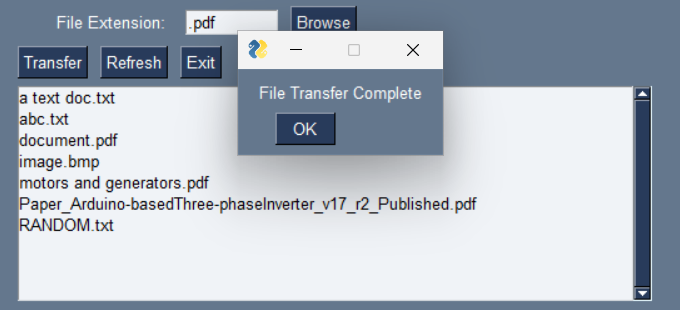 File Extension: .pdf Browse
Transfer Refresh Exit
File Transfer Complete
OK
a text doc.txt
abc.txt
document.pdf
image.bmp
motors and generators.pdf
Paper_Arduino-basedThree-phaseInverter_v17_r2_Published.pdf
RANDOM.txt